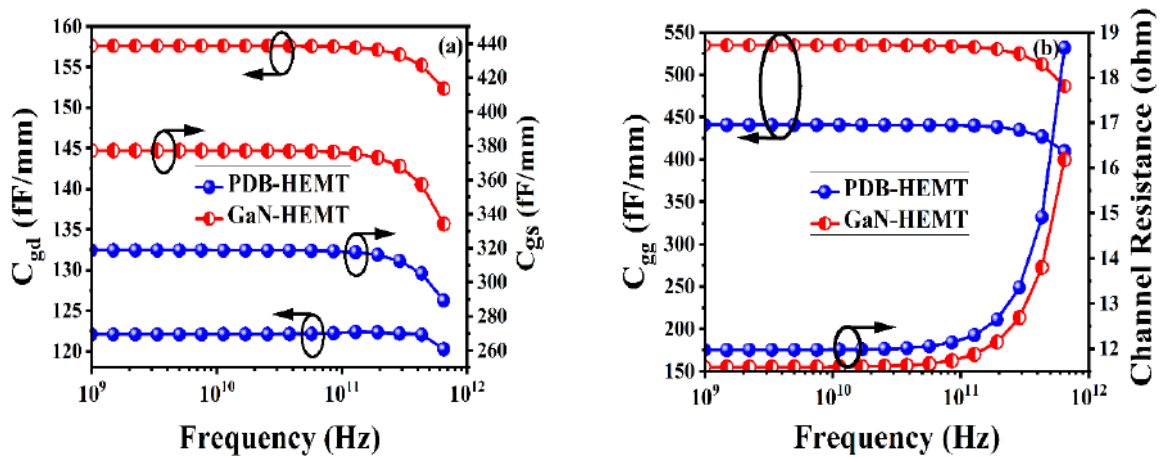 (a)
160
155
150
145
140
135
130
125
120
C_gd (fF/mm)
440
420
400
380
360
340
320
300
280
260
C_gs (fF/mm)
PDB-HEMT
GaN-HEMT
10^9 10^10 10^11 10^12
Frequency (Hz)
(b)
550
500
450
400
350
300
250
200
150
C_gg (fF/mm)
19
18
17
16
15
14
13
12
Channel Resistance (ohm)
PDB-HEMT
GaN-HEMT
10^9 10^10 10^11 10^12
Frequency (Hz)